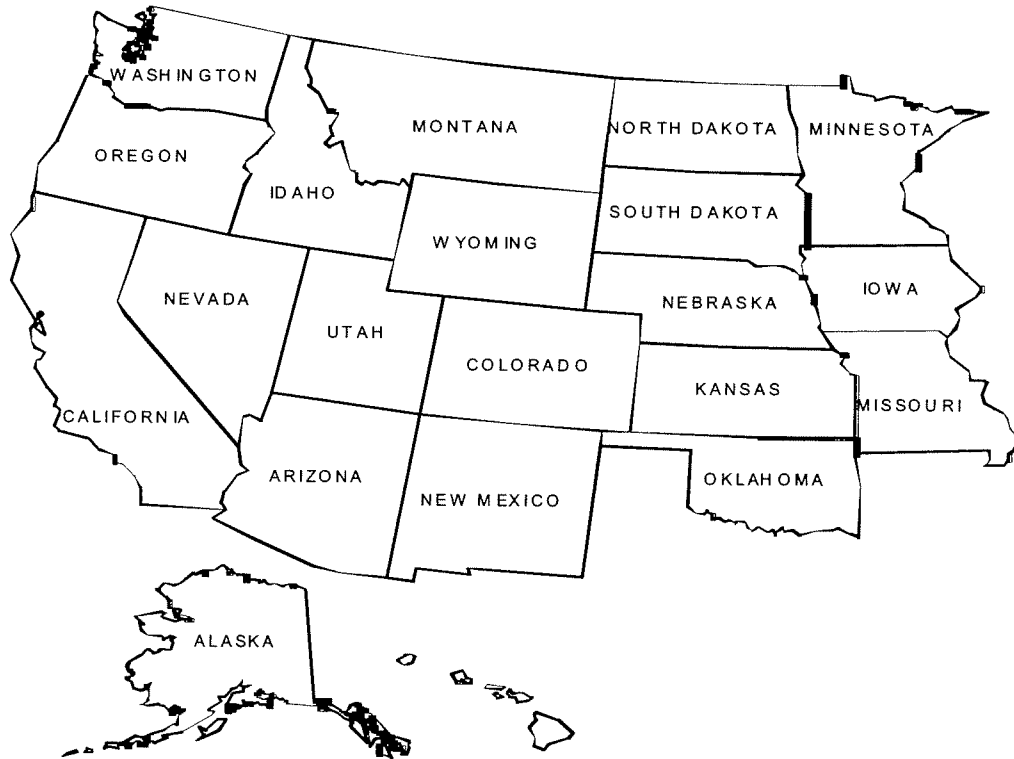 WASHINGTON
MONTANA
NORTH DAKOTA
MINNESOTA
OREGON
IDAHO
SOUTH DAKOTA
WYOMING
NEVADA
NEBRASKA
IOWA
UTAH
COLORADO
KANSAS
CALIFORNIA
MISSOURI
ARIZONA
NEW MEXICO
OKLAHOMA
ALASKA